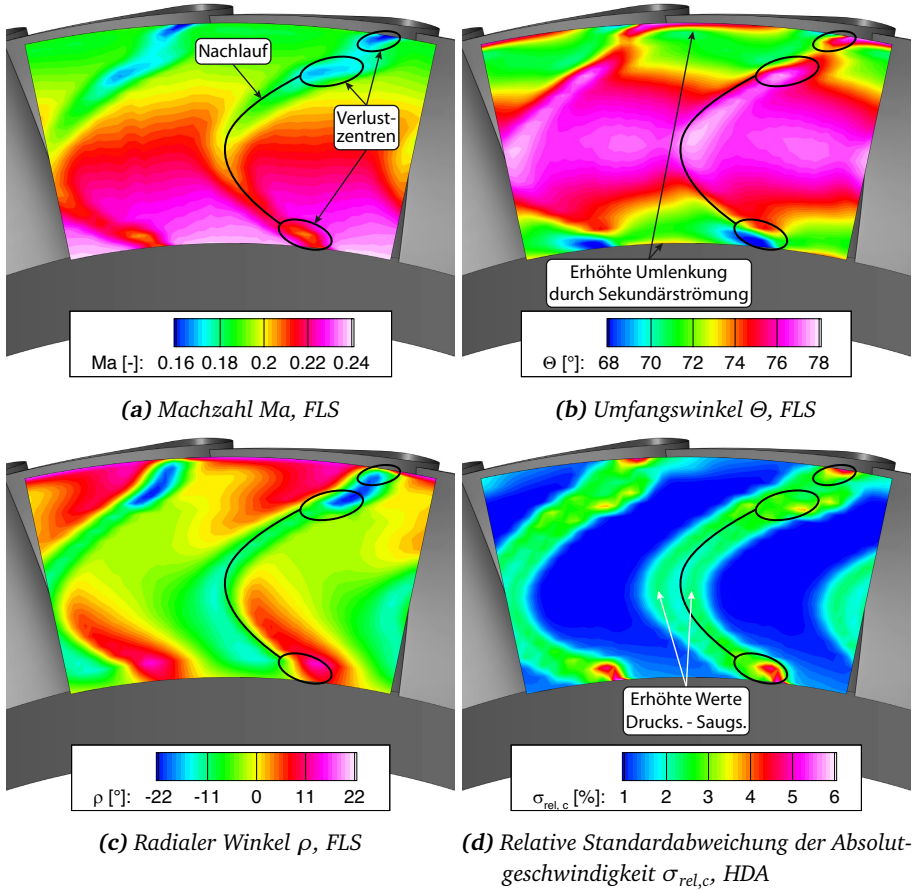 Nachlauf
Verlust-
zentren
Ma [-]: 0.16 0.18 0.2 0.22 0.24
(a) Machzahl Ma, FLS
Erhöhte Umlenkung
durch Sekundärströmung
Θ [°]: 68 70 72 74 76 78
(b) Umfangswinkel Θ, FLS
ρ [°]: -22 -11 0 11 22
(c) Radialer Winkel ρ, FLS
Erhöhte Werte
Drucks. - Saugs.
σrel, c [%] 1 2 3 4 5 6
(d) Relative Standardabweichung der Absolut-
geschwindigkeit σrel,c, HDA